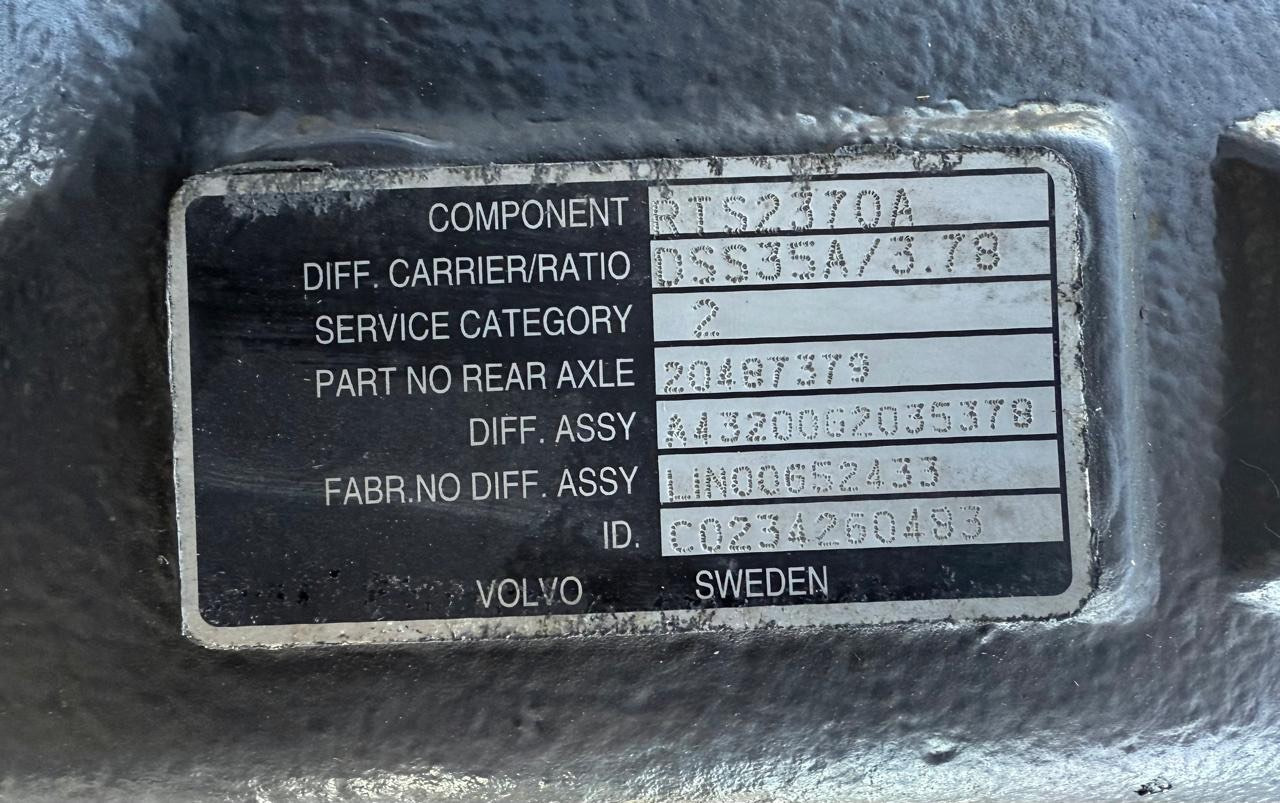 COMPONENT RTS2370A
DIFF. CARRIER/RATIO DSS35A/3.78
SERVICE CATEGORY 2
PART NO REAR AXLE 20487379
DIFF. ASSY A43200G2035378
FABR.NO DIFF. ASSY LIN00652433
ID. C0234260483
VOLVO SWEDEN